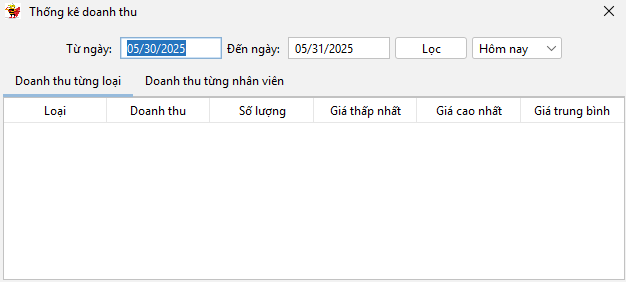 Thống kê doanh thu
Từ ngày: 05/30/2025 Đến ngày: 05/31/2025 Lọc Hôm nay
Doanh thu từng loại Doanh thu từng nhân viên
Loại Doanh thu Số lượng Giá thấp nhất Giá cao nhất Giá trung bình